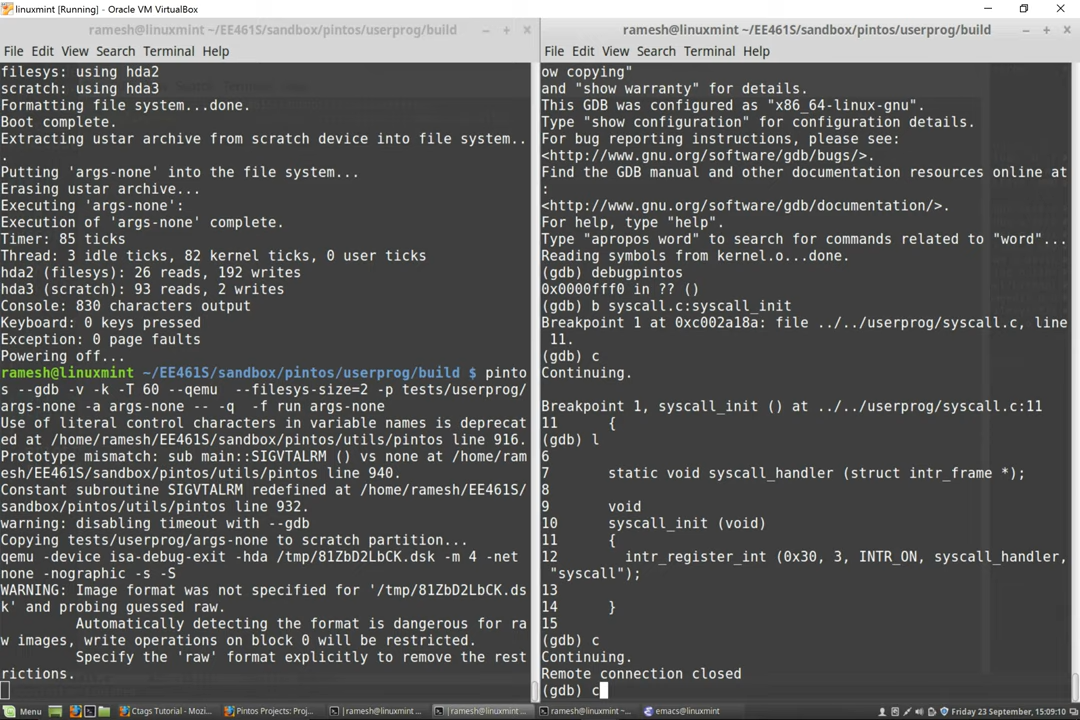 linuxmint [Running] - Oracle VM VirtualBox
ramesh@linuxmint: ~/EE461S/sandbox/pintos/userprog/build
File Edit View Search Terminal Help
filesys: using hda2
scratch: using hda3
Formatting file system...done.
Boot complete.
Extracting ustar archive from scratch device into file system..
.
Putting 'args-none' into the file system...
Erasing ustar archive...
Executing 'args-none':
Execution of 'args-none' complete.
Timer: 85 ticks
Thread: 3 idle ticks, 82 kernel ticks, 0 user ticks
hda2 (filesys): 26 reads, 192 writes
hda3 (scratch): 93 reads, 2 writes
Console: 830 characters output
Keyboard: 0 keys pressed
Exception: 0 page faults
Powering off...
ramesh@linuxmint ~/EE461S/sandbox/pintos/userprog/build $ pinto
s --gdb -v -k -T 60 --qemu  --filesys-size=2 -p tests/userprog/
args-none -a args-none -- -q  -f run args-none
Use of literal control characters in variable names is deprecat
ed at /home/ramesh/EE461S/sandbox/pintos/utils/pintos line 916.
Prototype mismatch: sub main::SIGVTALRM () vs none at /home/ram
esh/EE461S/sandbox/pintos/utils/pintos line 940.
Constant subroutine SIGVTALRM redefined at /home/ramesh/EE461S/
sandbox/pintos/utils/pintos line 932.
warning: disabling timeout with --gdb
Copying tests/userprog/args-none to scratch partition...
qemu -device isa-debug-exit -hda /tmp/81ZbD2LbCK.dsk -m 4 -net
none -nographic -s -S
WARNING: Image format was not specified for '/tmp/81ZbD2LbCK.ds
k' and probing guessed raw.
Automatically detecting the format is dangerous for ra
w images, write operations on block 0 will be restricted.
Specify the 'raw' format explicitly to remove the rest
rictions.
ramesh@linuxmint: ~/EE461S/sandbox/pintos/userprog/build
File Edit View Search Terminal Help
ow copying"
and "show warranty" for details.
This GDB was configured as "x86_64-linux-gnu".
Type "show configuration" for configuration details.
For bug reporting instructions, please see:
<http://www.gnu.org/software/gdb/bugs/>.
Find the GDB manual and other documentation resources online at
:
<http://www.gnu.org/software/gdb/documentation/>.
For help, type "help".
Type "apropos word" to search for commands related to "word"...
Reading symbols from kernel.o...done.
(gdb) debugpintos
0x0000fff0 in ?? ()
(gdb) b syscall.c:syscall_init
Breakpoint 1 at 0xc002a18a: file ../../userprog/syscall.c, line
11.
(gdb) c
Continuing.
Breakpoint 1, syscall_init () at ../../userprog/syscall.c:11
11 {
(gdb) l
6
7 static void syscall_handler (struct intr_frame *);
8
9 void
10 syscall_init (void)
11 {
12 intr_register_int (0x30, 3, INTR_ON, syscall_handler,
"syscall");
13
14 }
15
(gdb) c
Continuing.
Remote connection closed
(gdb) c
Menu Ctags Tutorial - Mozi... Pintos Projects: Proj... |ramesh@linuxmint: ... |ramesh@linuxmint: ... ramesh@linuxmint ~... emacs@linuxmint Friday 23 September, 15:09:10